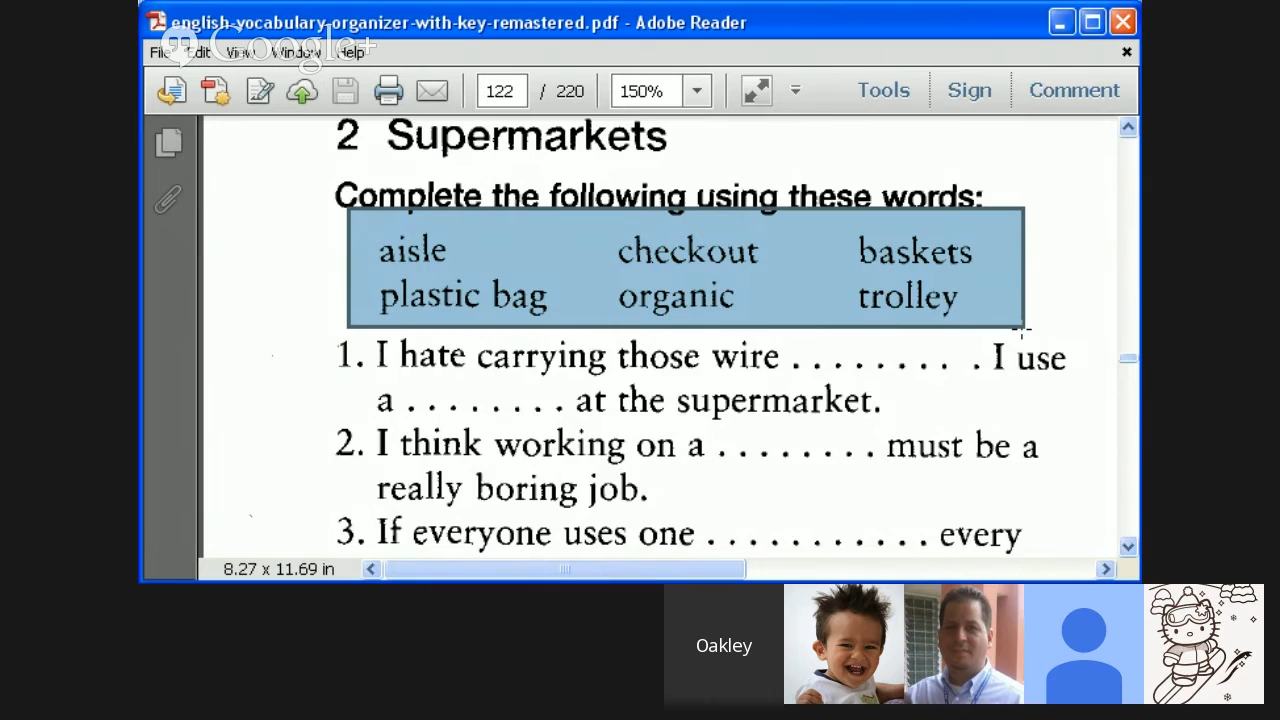 english-vocabulary-organizer-with-key-remastered.pdf - Adobe Reader
Google+
File Edit View Window Help
122 / 220 150% Tools Sign Comment
2 Supermarkets
Complete the following using these words:
aisle checkout baskets
plastic bag organic trolley
1. I hate carrying those wire . . . . . . . . . . I use
a . . . . . . . . at the supermarket.
2. I think working on a . . . . . . . . must be a
really boring job.
3. If everyone uses one . . . . . . . . . . . every
8.27 x 11.69 in
Oakley